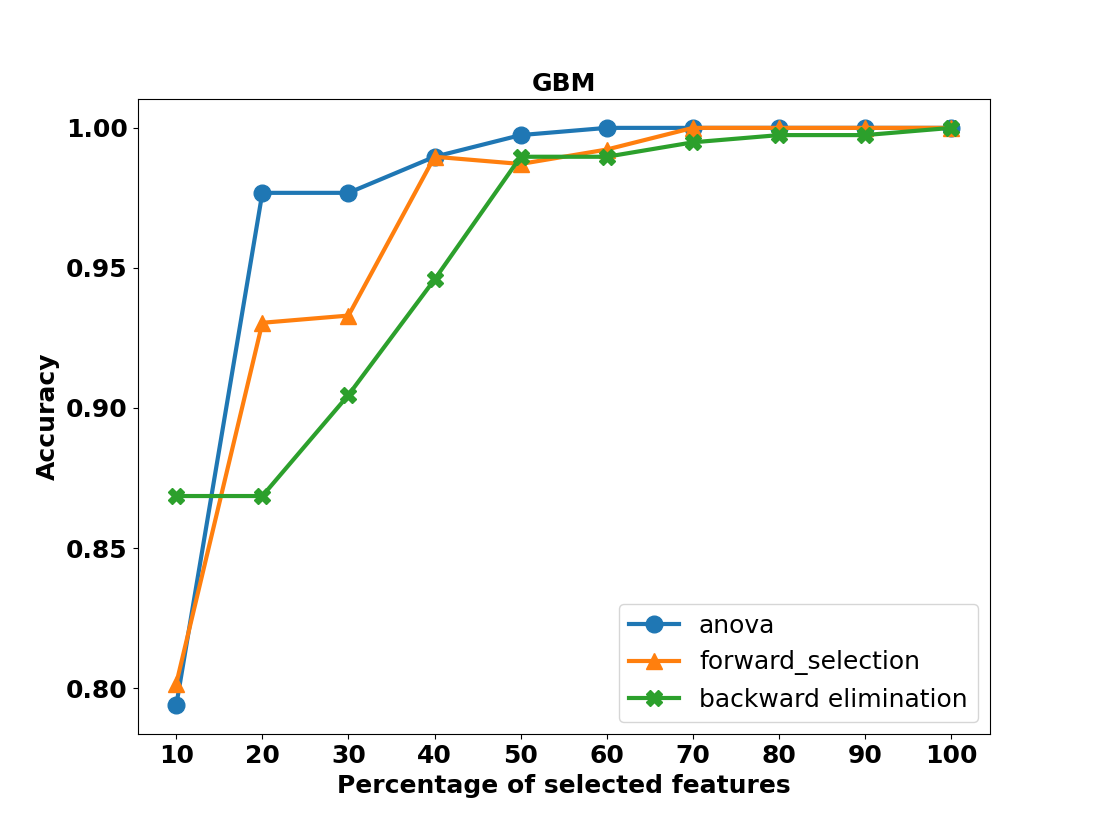 GBM
1.00
0.95
0.90
0.85
0.80
Accuracy
anova
forward_selection
backward elimination
10 20 30 40 50 60 70 80 90 100
Percentage of selected features